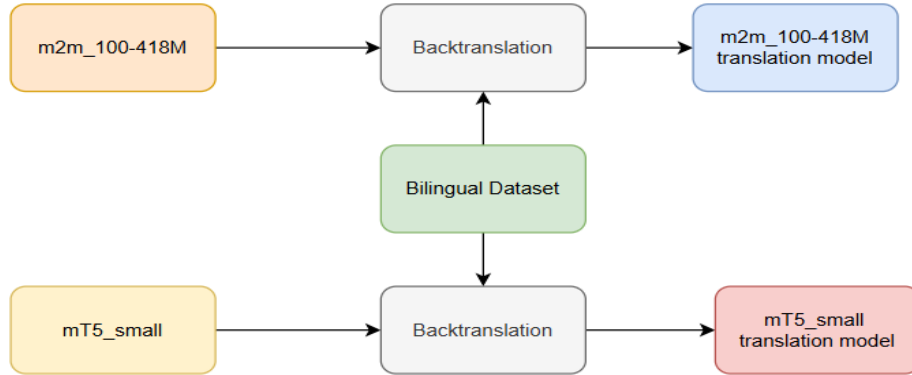 m2m_100-418M
Backtranslation
m2m_100-418M
translation model
Bilingual Dataset
mT5_small
Backtranslation
mT5_small
translation model